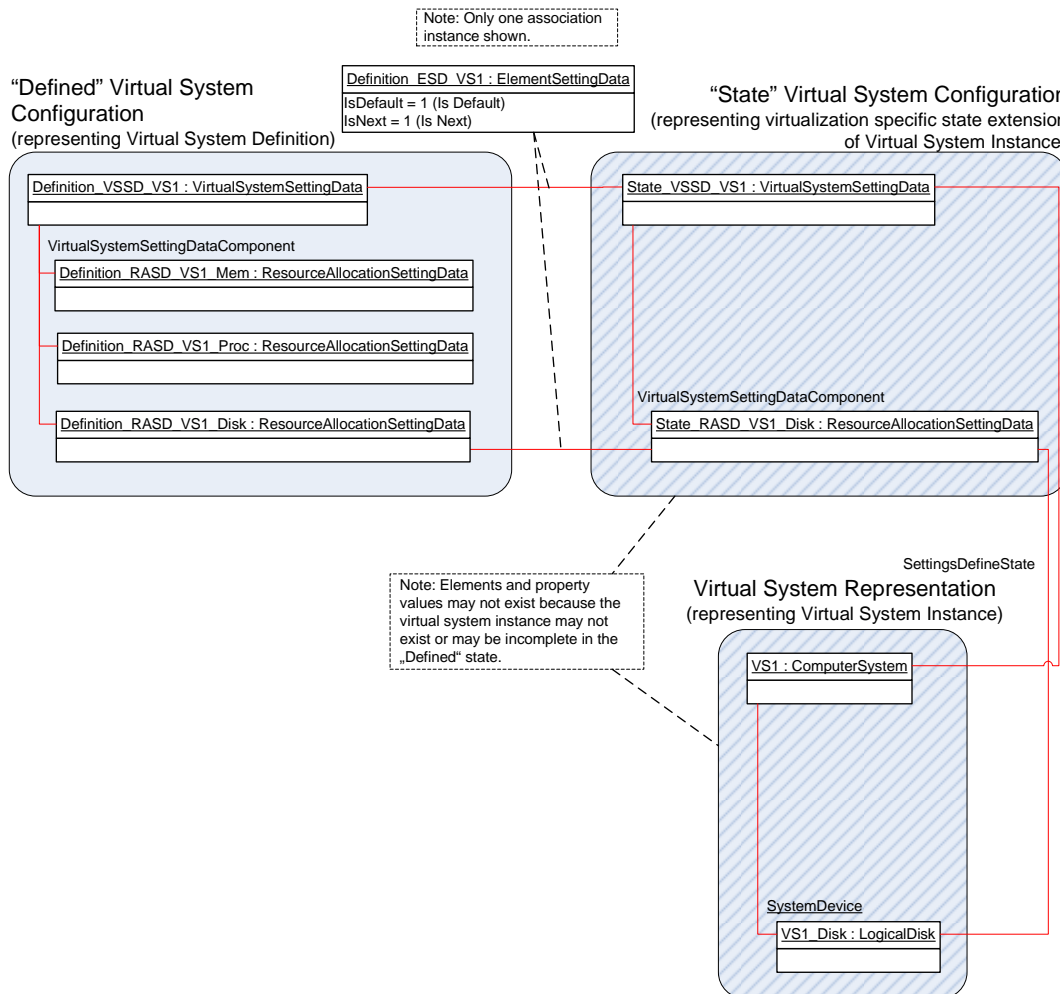 Note: Only one association
instance shown.
Definition_ESD_VS1 : ElementSettingData
IsDefault = 1 (Is Default)
IsNext = 1 (Is Next)
“Defined” Virtual System
Configuration
(representing Virtual System Definition)
“State” Virtual System Configuration
(representing virtualization specific state extension
of Virtual System Instance
Definition_VSSD_VS1 : VirtualSystemSettingData
VirtualSystemSettingDataComponent
Definition_RASD_VS1_Mem : ResourceAllocationSettingData
Definition_RASD_VS1_Proc : ResourceAllocationSettingData
Definition_RASD_VS1_Disk : ResourceAllocationSettingData
State_VSSD_VS1 : VirtualSystemSettingData
VirtualSystemSettingDataComponent
State_RASD_VS1_Disk : ResourceAllocationSettingData
Note: Elements and property
values may not exist because the
virtual system instance may not
exist or may be incomplete in the
„Defined“ state.
SettingsDefineState
Virtual System Representation
(representing Virtual System Instance)
VS1 : ComputerSystem
SystemDevice
VS1_Disk : LogicalDisk